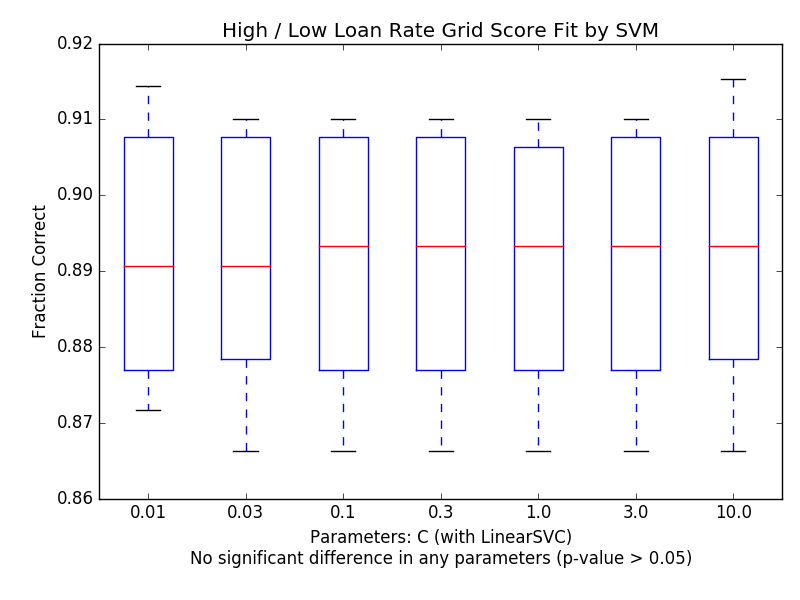 High / Low Loan Rate Grid Score Fit by SVM
0.92
0.91
0.90
0.89
0.88
0.87
0.86
Fraction Correct
0.01 0.03 0.1 0.3 1.0 3.0 10.0
Parameters: C (with LinearSVC)
No significant difference in any parameters (p-value > 0.05)